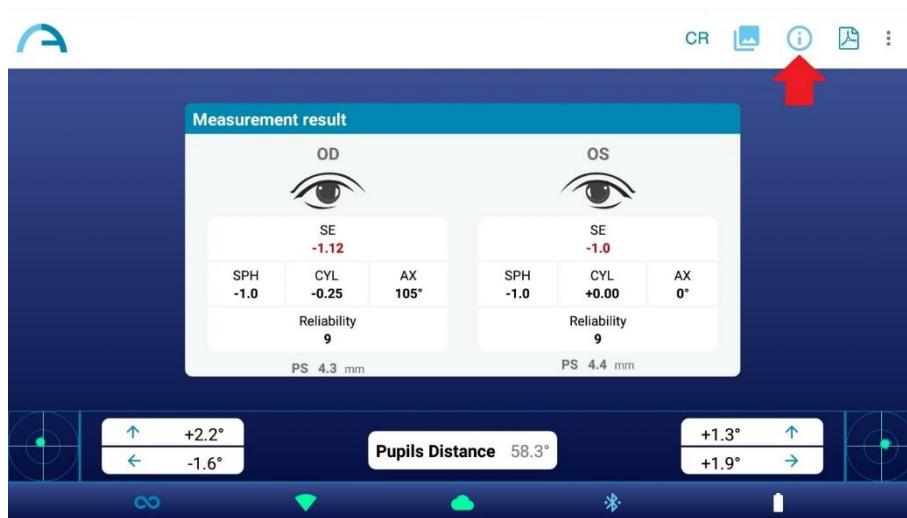 CR
Measurement result
OD OS
SE SE
-1.12 -1.0
SPH CYL AX SPH CYL AX
-1.0 -0.25 105° -1.0 +0.00 0°
Reliability Reliability
9 9
PS 4.3 mm PS 4.4 mm
+2.2° +1.3°
Pupils Distance 58.3°
-1.6° +1.9°